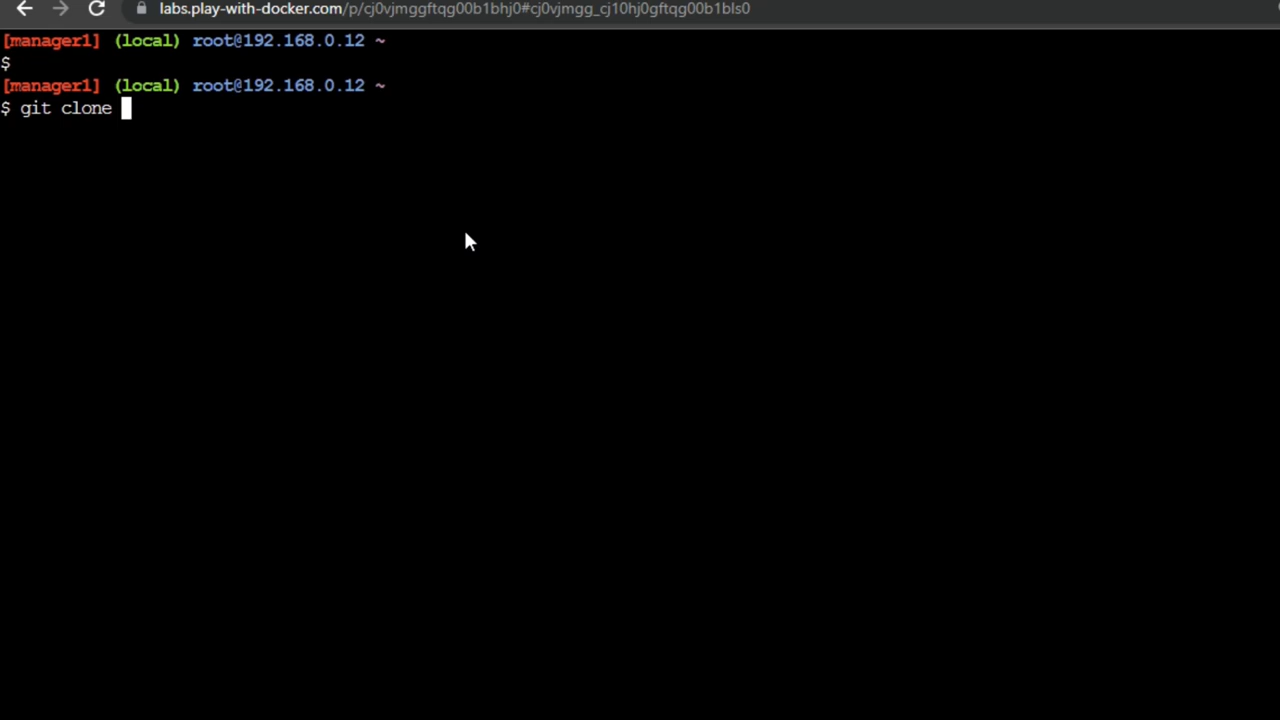 labs.play-with-docker.com/p/cj0vjmggftqg00b1bhj0#cj0vjmgg_cj10hj0gftqg00b1bls0
[manager1] (local) root@192.168.0.12 ~
$
[manager1] (local) root@192.168.0.12 ~
$ git clone